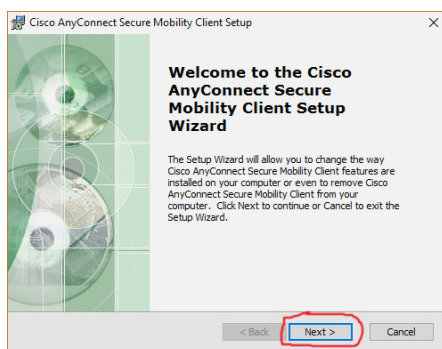 Cisco AnyConnect Secure Mobility Client Setup
Welcome to the Cisco
AnyConnect Secure
Mobility Client Setup
Wizard
The Setup Wizard will allow you to change the way
Cisco AnyConnect Secure Mobility Client features are
installed on your computer or even to remove Cisco
AnyConnect Secure Mobility Client from your
computer. Click Next to continue or Cancel to exit the
Setup Wizard.
< Back Next > Cancel